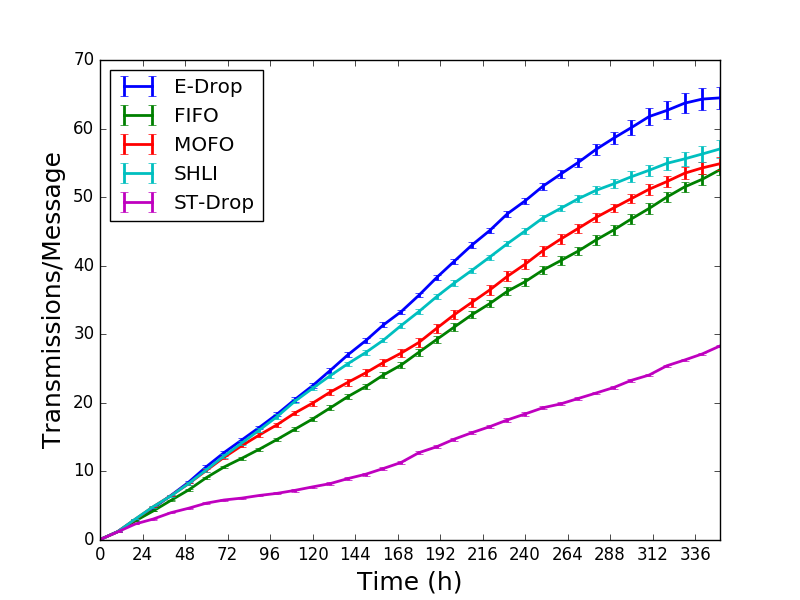 E-Drop
FIFO
MOFO
SHLI
ST-Drop
Transmissions/Message
70
60
50
40
30
20
10
0
0 24 48 72 96 120 144 168 192 216 240 264 288 312 336
Time (h)